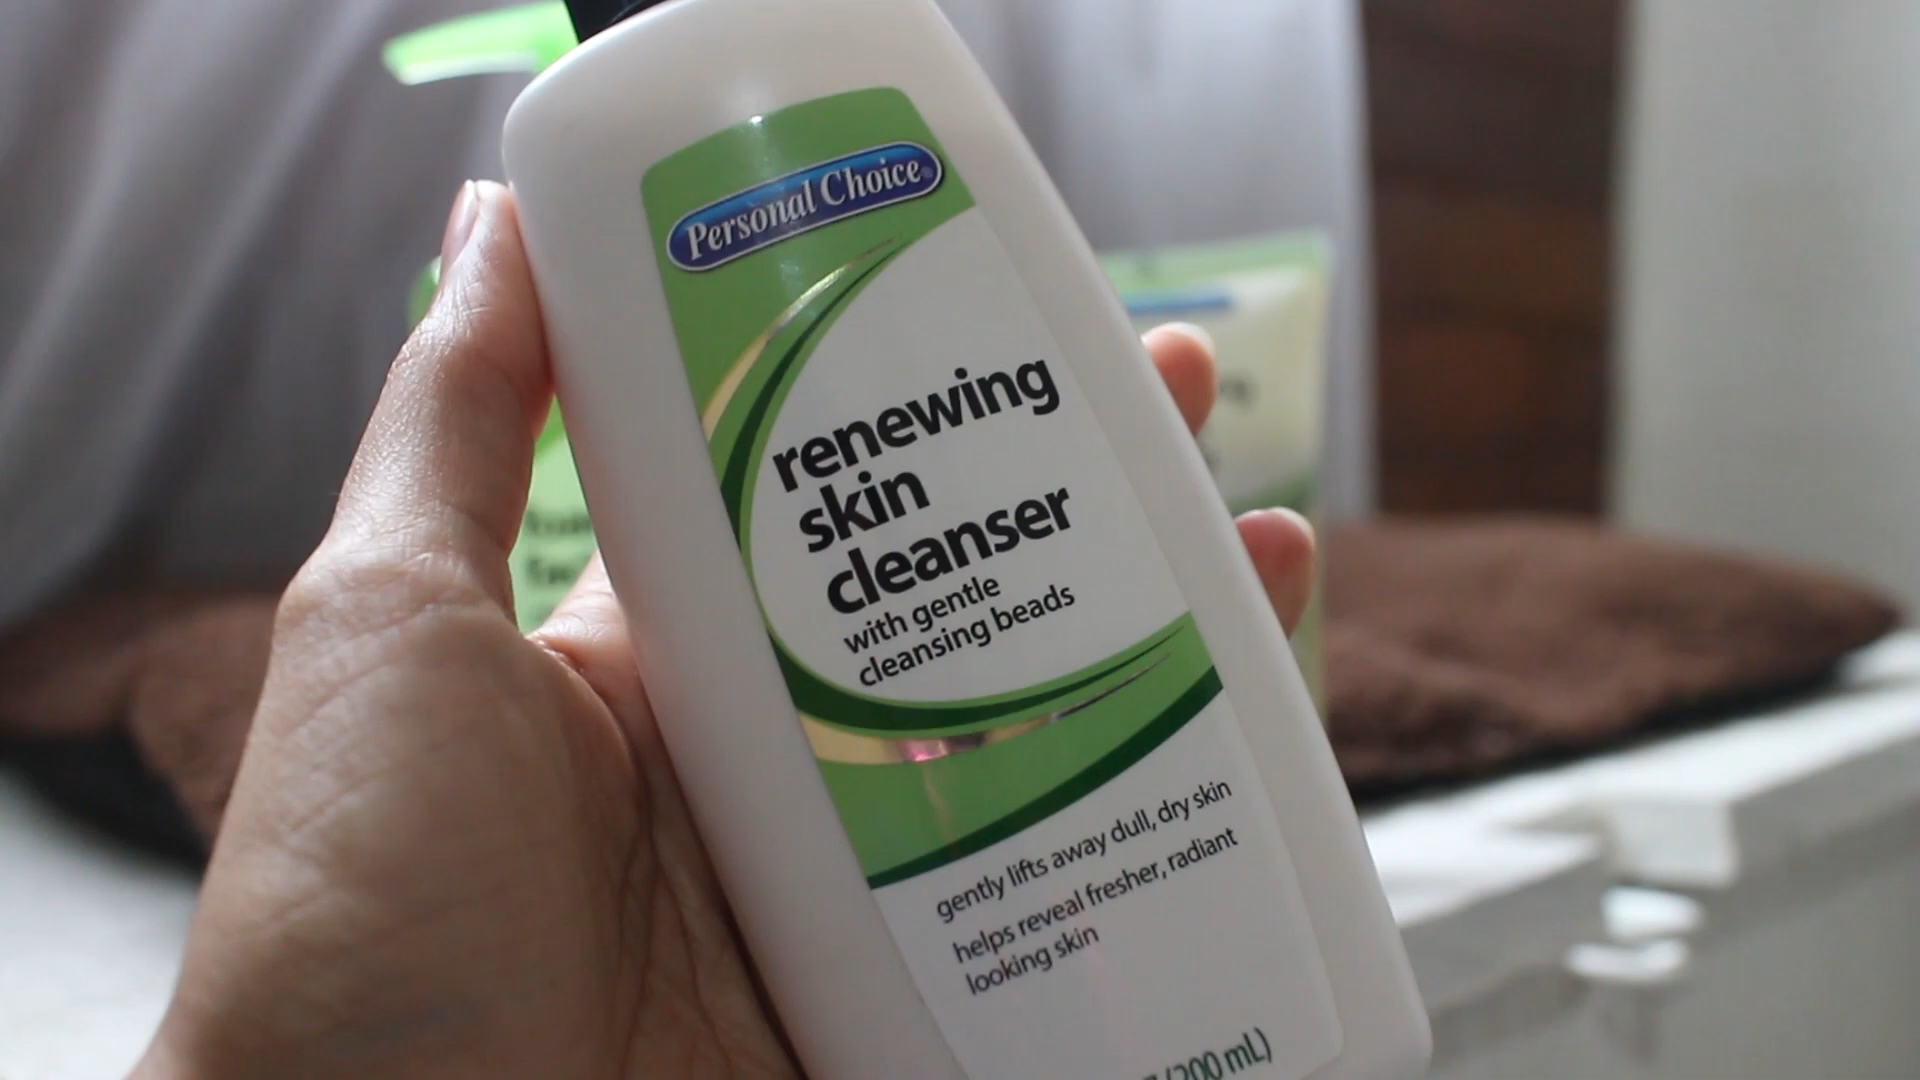 Personal Choice
renewing
skin
cleanser
with gentle
cleansing beads
gently lifts away dull, dry skin
helps reveal fresher, radiant
looking skin
(200 mL)